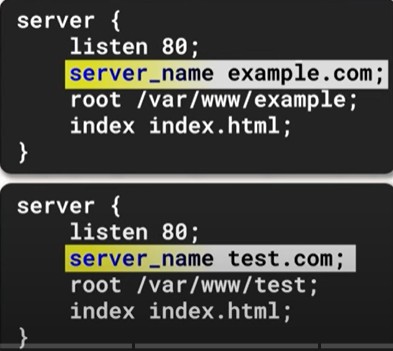 server {
    listen 80;
    server_name example.com;
    root /var/www/example;
    index index.html;
}
server {
    listen 80;
    server_name test.com;
    root /var/www/test;
    index index.html;
}